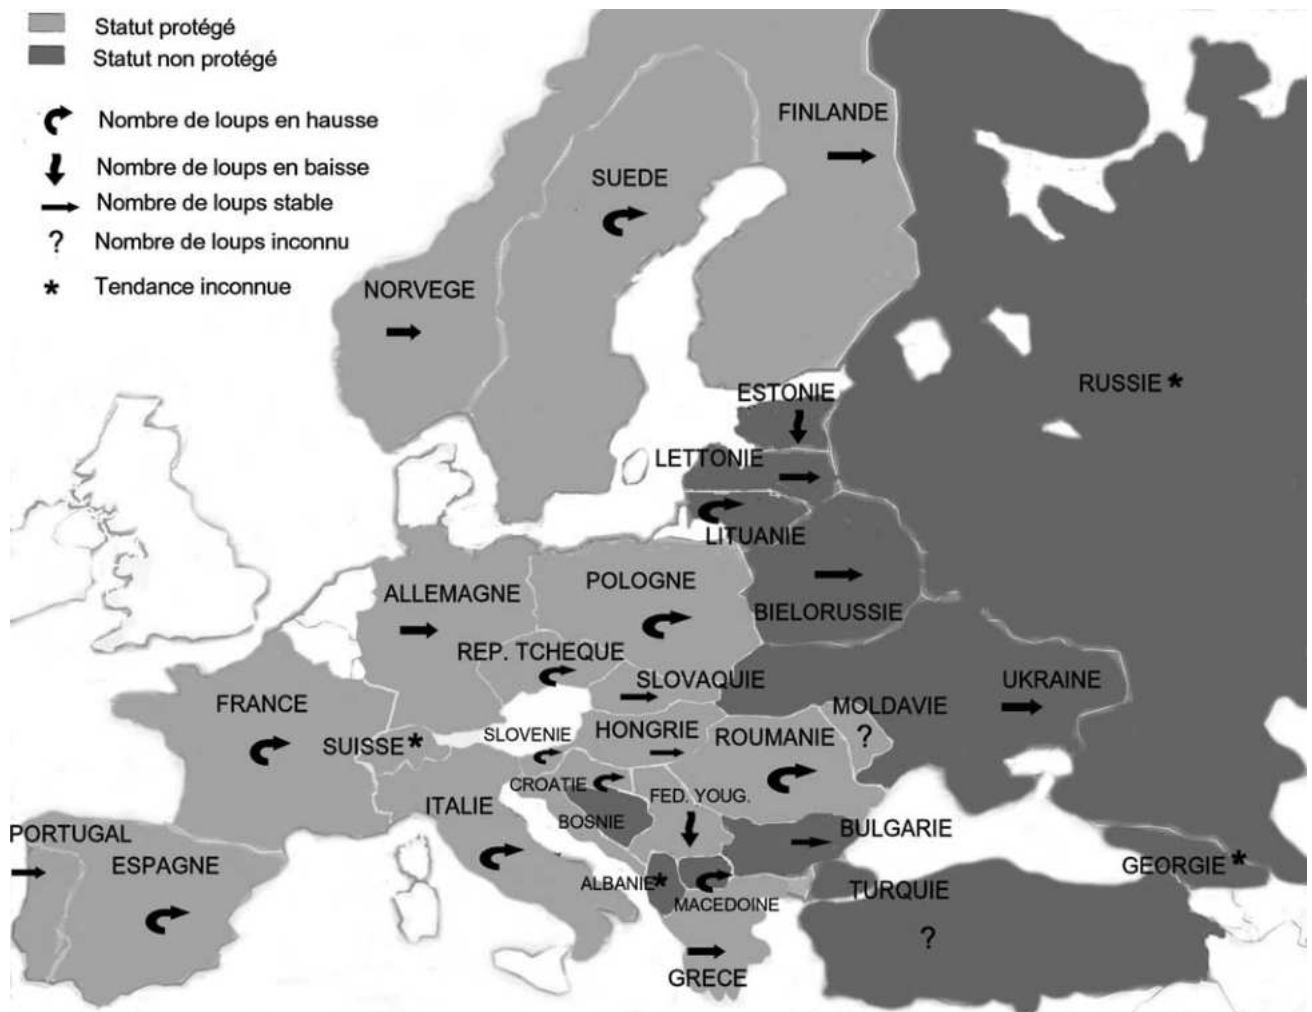 Statut protégé
Statut non protégé
Nombre de loups en hausse
Nombre de loups en baisse
Nombre de loups stable
? Nombre de loups inconnu
* Tendance inconnue
FINLANDE
SUEDE
NORVEGE
RUSSIE *
ESTONIE
LETTONIE
LITUANIE
BIELORUSSIE
POLOGNE
ALLEMAGNE
REP. TCHEQUE
SLOVAQUIE
UKRAINE
FRANCE
MOLDAVIE
?
SUISSE *
SLOVENIE
HONGRIE
ROUMANIE
CROATIE
FED. YOUG.
ITALIE
BOSNIE
BULGARIE
PORTUGAL
ESPAGNE
GEORGIE *
ALBANIE *
MACEDOINE
TURQUIE
?
GRECE